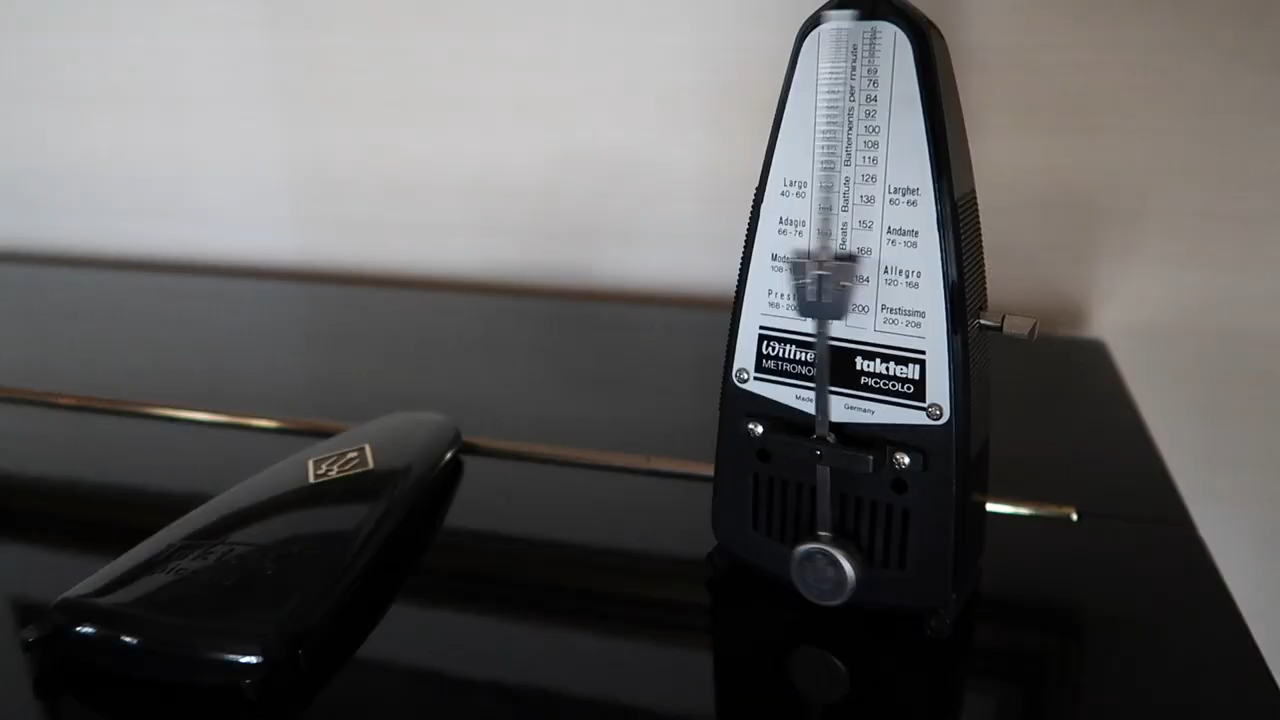 69
76
84
92
100
108
116
126
138
152
168
184
200
Beats · Battute · Battements per minute
Largo
40-60
Larghet.
60-66
Adagio
66-76
Andante
76-108
Allegro
120-168
168-200
Prestissimo
200-208
taktell
METRONO
PICCOLO
Made
Germany